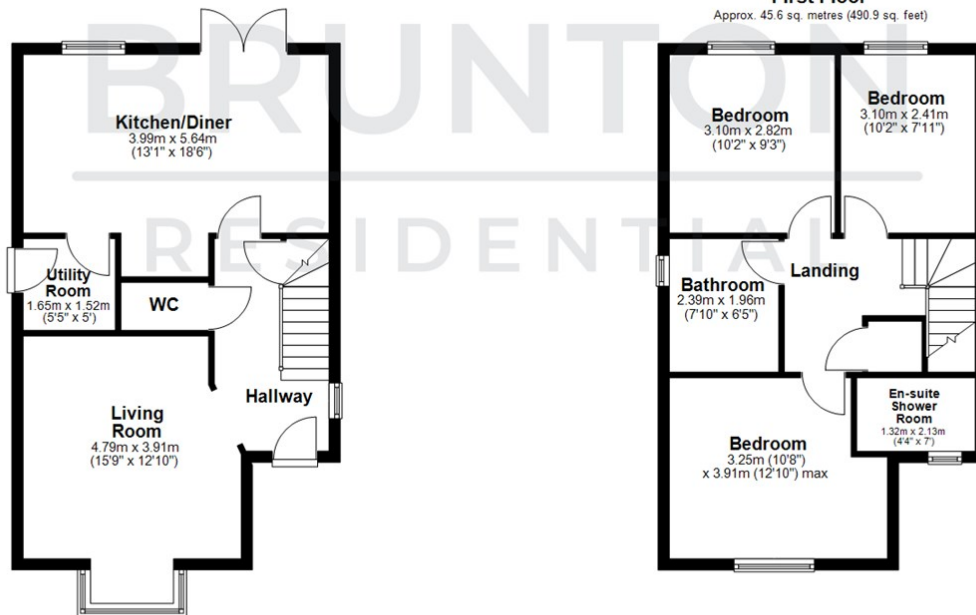 First Floor
Approx. 45.6 sq. metres (490.9 sq. feet)
BRUNTON
RESIDENTIAL
Kitchen/Diner
3.99m x 5.64m
(13'1" x 18'6")
Utility
Room
1.65m x 1.52m
(5'5" x 5')
WC
Hallway
Living
Room
4.79m x 3.91m
(15'9" x 12'10")
Bedroom
3.10m x 2.82m
(10'2" x 9'3")
Bedroom
3.10m x 2.41m
(10'2" x 7'11")
Bathroom
2.39m x 1.96m
(7'10" x 6'5")
Landing
En-suite
Shower
Room
1.32m x 2.13m
(4'4" x 7')
Bedroom
3.25m (10'8")
x 3.91m (12'10") max